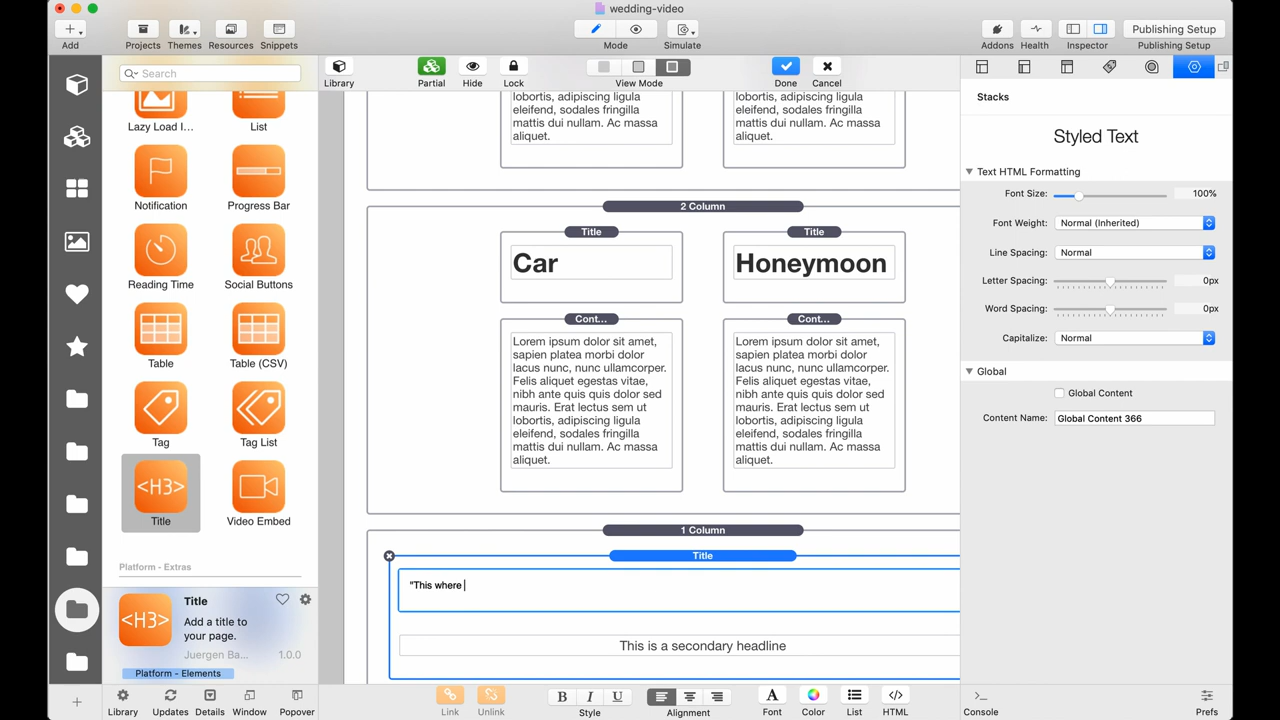 wedding-video
Add
Projects
Themes
Resources
Snippets
Mode
Simulate
Addons
Health
Inspector
Publishing Setup
Publishing Setup
Search
Library
Partial
Hide
Lock
View Mode
Done
Cancel
Stacks
Styled Text
Text HTML Formatting
Font Size:
100%
Font Weight:
Normal (Inherited)
Line Spacing:
Normal
Letter Spacing:
0px
Word Spacing:
0px
Capitalize:
Normal
Global
Global Content
Content Name:
Global Content 366
Lazy Load I...
List
Notification
Progress Bar
Reading Time
Social Buttons
Table
Table (CSV)
Tag
Tag List
<H3>
Title
Video Embed
Platform - Extras
<H3>
Title
Add a title to
your page.
Juergen Ba...
1.0.0
Platform - Elements
lobortis, adipiscing ligula
eleifend, sodales fringilla
mattis dui nullam. Ac massa
aliquet.
lobortis, adipiscing ligula
eleifend, sodales fringilla
mattis dui nullam. Ac massa
aliquet.
2 Column
Title
Car
Title
Honeymoon
Cont...
Lorem ipsum dolor sit amet,
sapien platea morbi dolor
lacus nunc, nunc ullamcorper.
Felis aliquet egestas vitae,
nibh ante quis quis dolor sed
mauris. Erat lectus sem ut
lobortis, adipiscing ligula
eleifend, sodales fringilla
mattis dui nullam. Ac massa
aliquet.
Cont...
Lorem ipsum dolor sit amet,
sapien platea morbi dolor
lacus nunc, nunc ullamcorper.
Felis aliquet egestas vitae,
nibh ante quis quis dolor sed
mauris. Erat lectus sem ut
lobortis, adipiscing ligula
eleifend, sodales fringilla
mattis dui nullam. Ac massa
aliquet.
1 Column
Title
"This where
This is a secondary headline
Library
Updates
Details
Window
Popover
Link
Unlink
B I U
Style
Alignment
A
Font
Color
List
</>
HTML
Console
Prefs